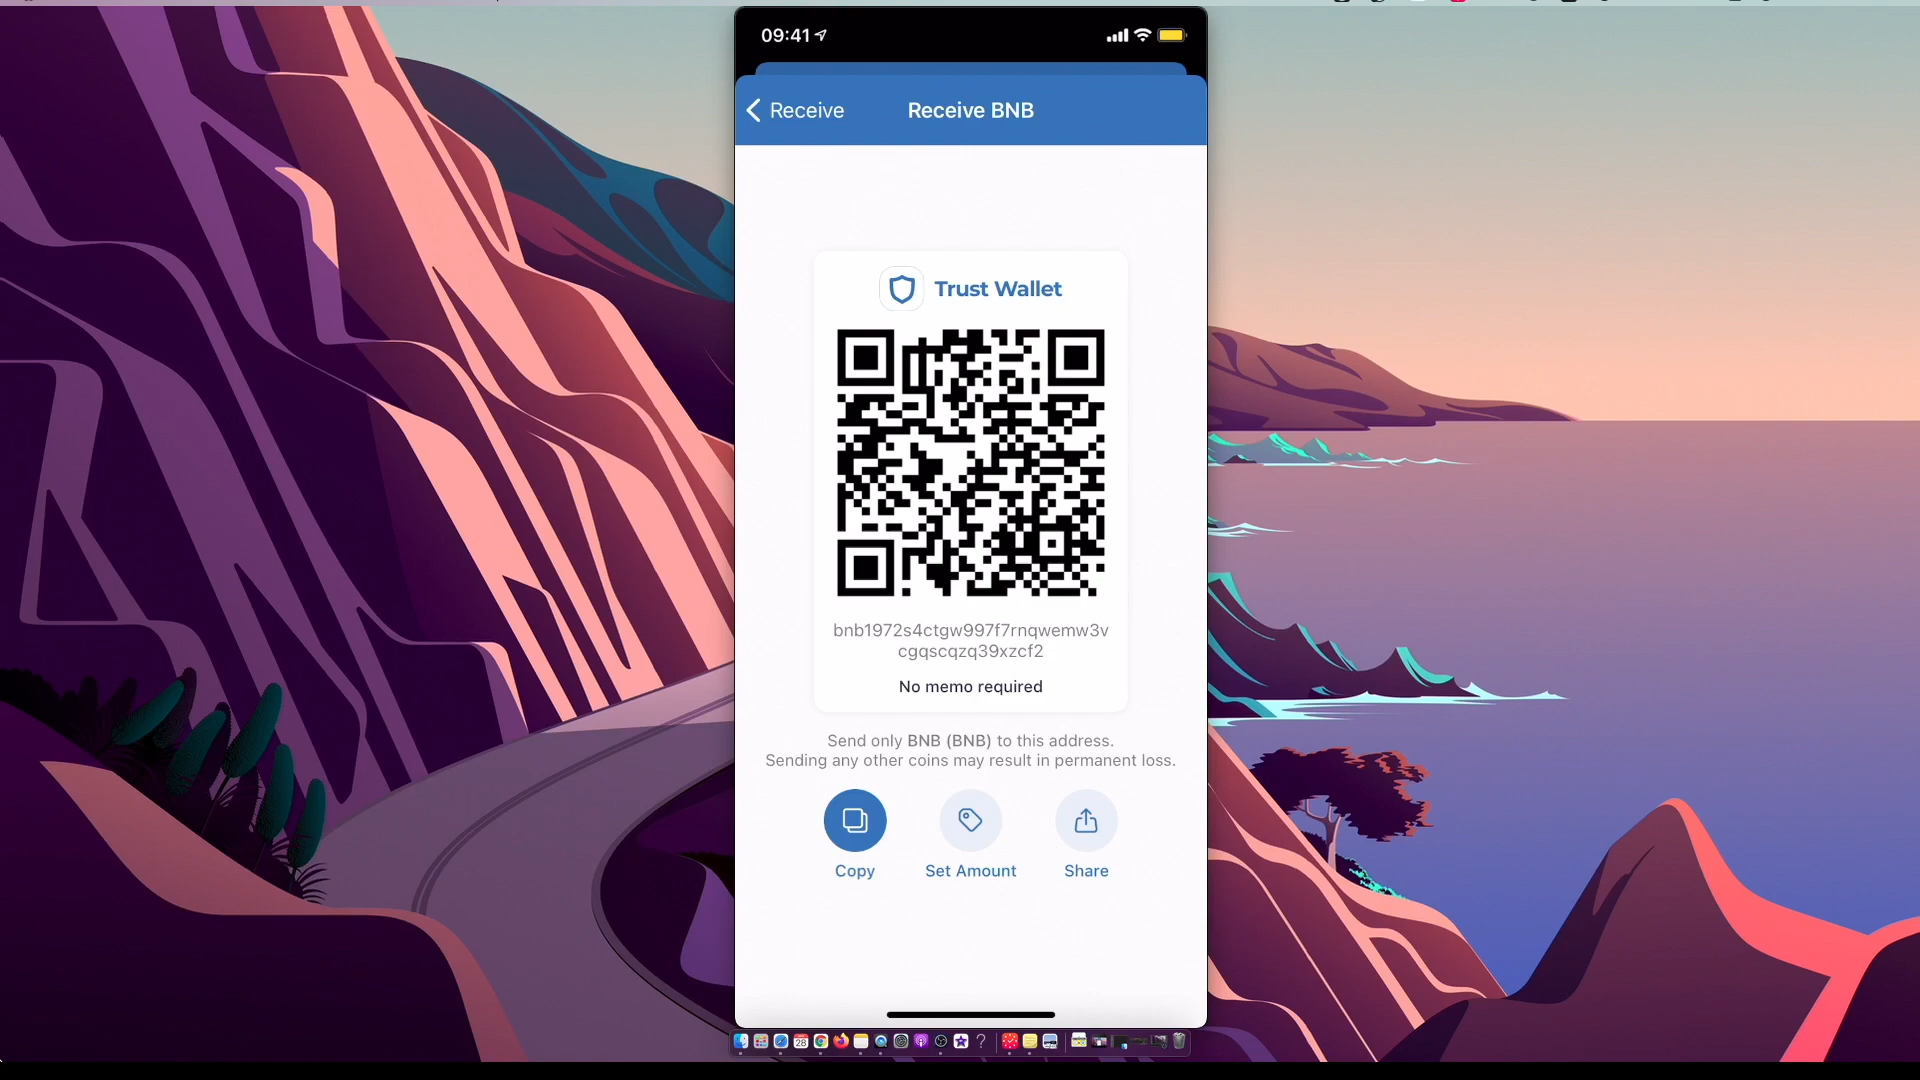 09:41
Receive
Receive BNB
Trust Wallet
bnb1972s4ctgw997f7rnqwemw3v
cgqscqzq39xzcf2
No memo required
Send only BNB (BNB) to this address.
Sending any other coins may result in permanent loss.
Copy
Set Amount
Share
28